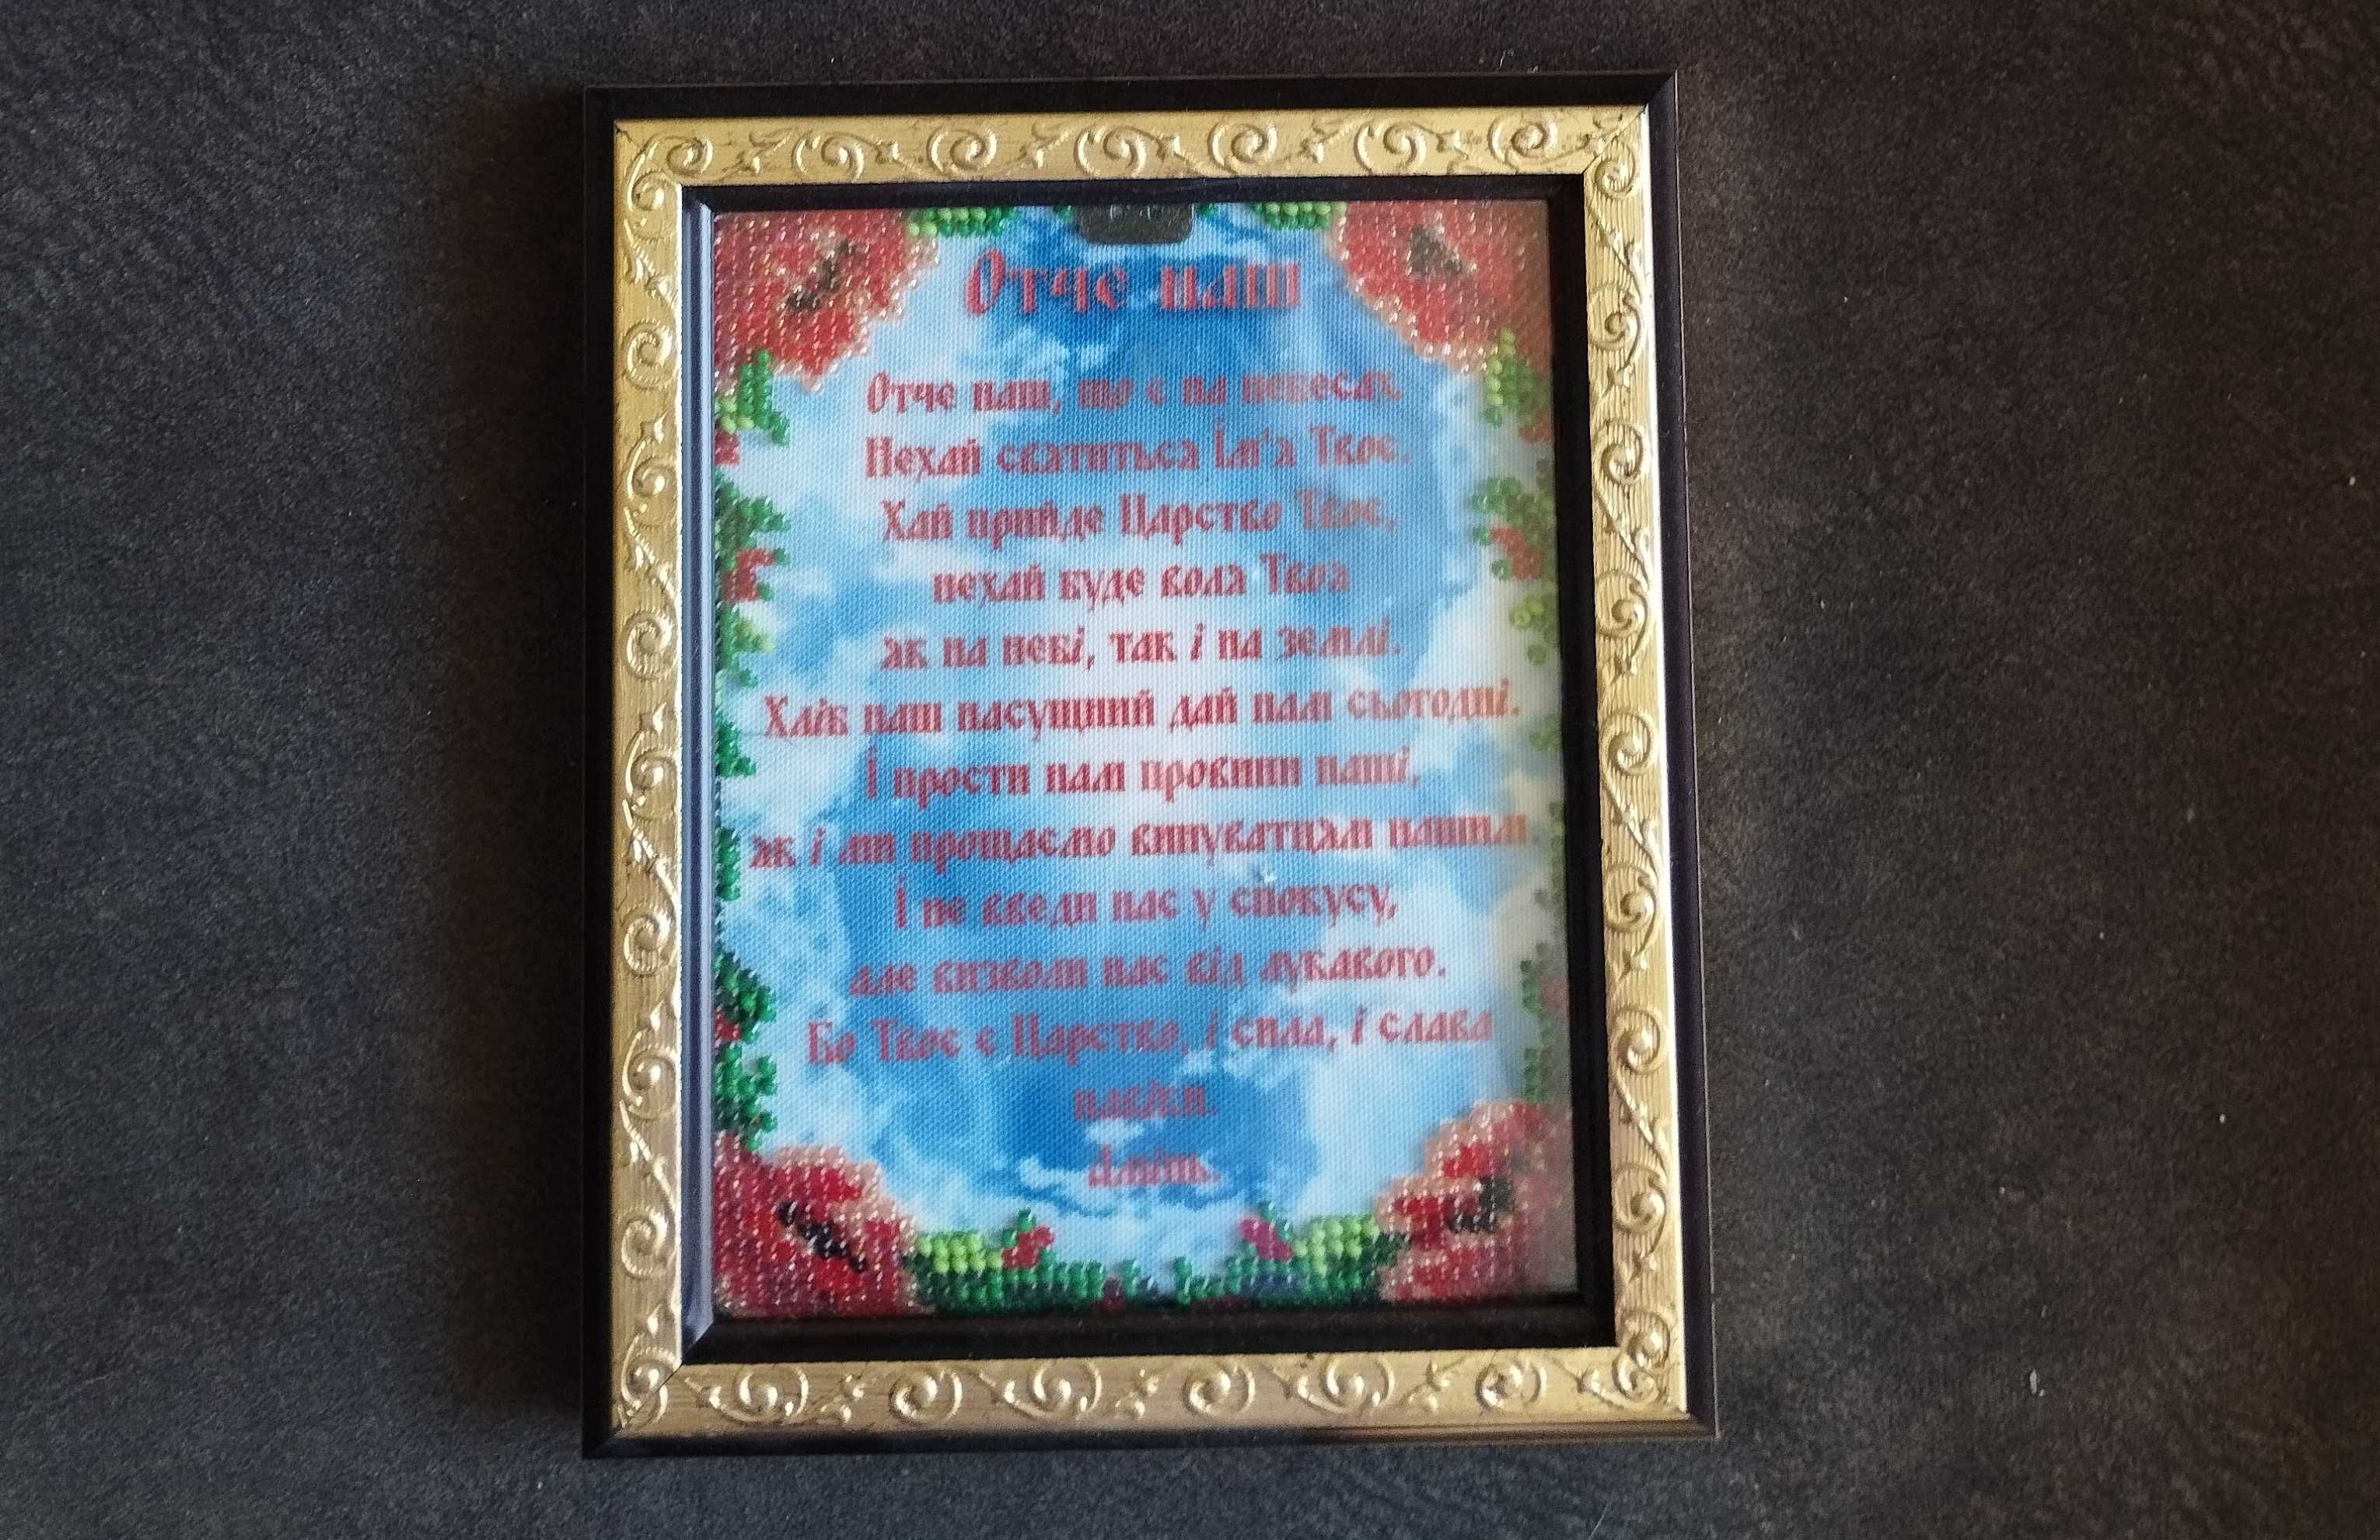 Отче наш
Отче наш, що є на небесах.
Нехай святиться Ім'я Твоє.
Хай прийде Царство Твоє,
нехай буде воля Твоя
як на небі, так і на землі.
Хліб наш насущний дай нам сьогодні.
І прости нам провини наші,
як і ми прощаємо винуватцям нашим.
І не введи нас у спокусу,
але визволи нас від лукавого.
Бо Твоє є Царство, і сила, і слава
навіки.
Амінь.